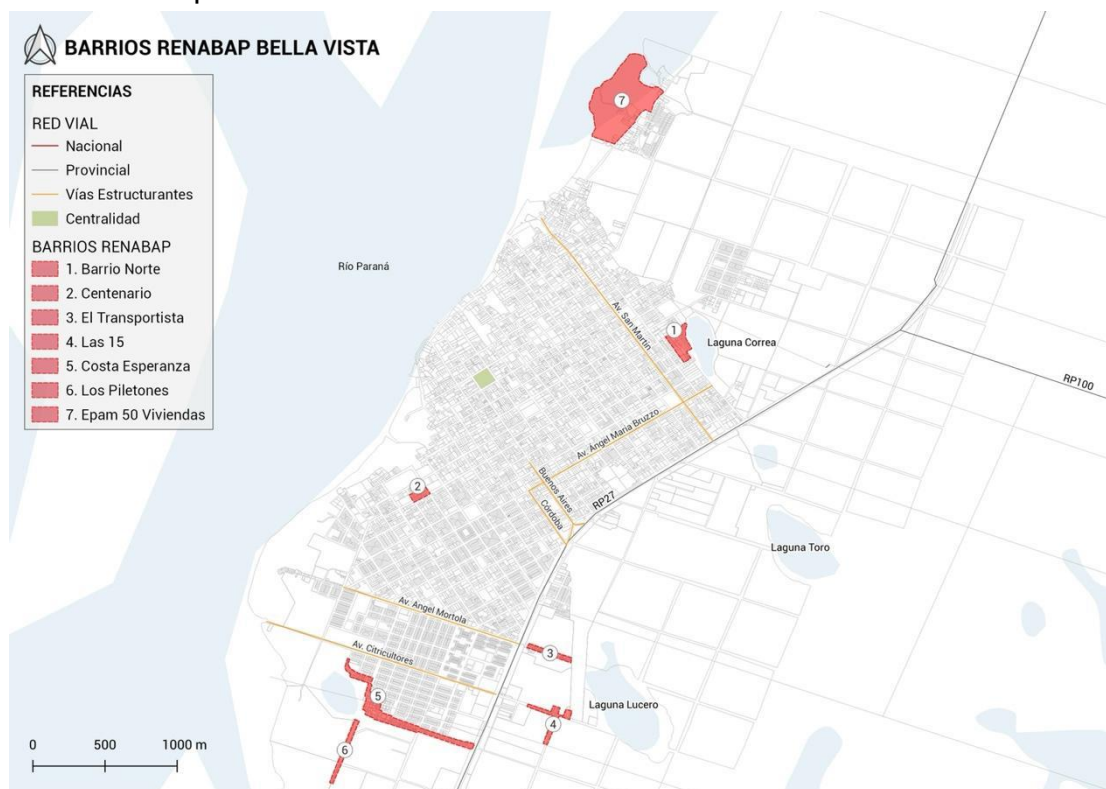 BARRIOS RENABAP BELLA VISTA
REFERENCIAS
RED VIAL
Nacional
Provincial
Vías Estructurantes
Centralidad
BARRIOS RENABAP
1. Barrio Norte
2. Centenario
3. El Transportista
4. Las 15
5. Costa Esperanza
6. Los Piletones
7. Epam 50 Viviendas
7
Río Paraná
Av. San Martín
1
Laguna Correa
RP100
Av. Ángel Maria Bruzzo
Buenos Aires
2
Córdoba
RP27
Laguna Toro
Av. Ángel Mortola
Av. Citricultores
3
5
Laguna Lucero
4
6
0 500 1000 m